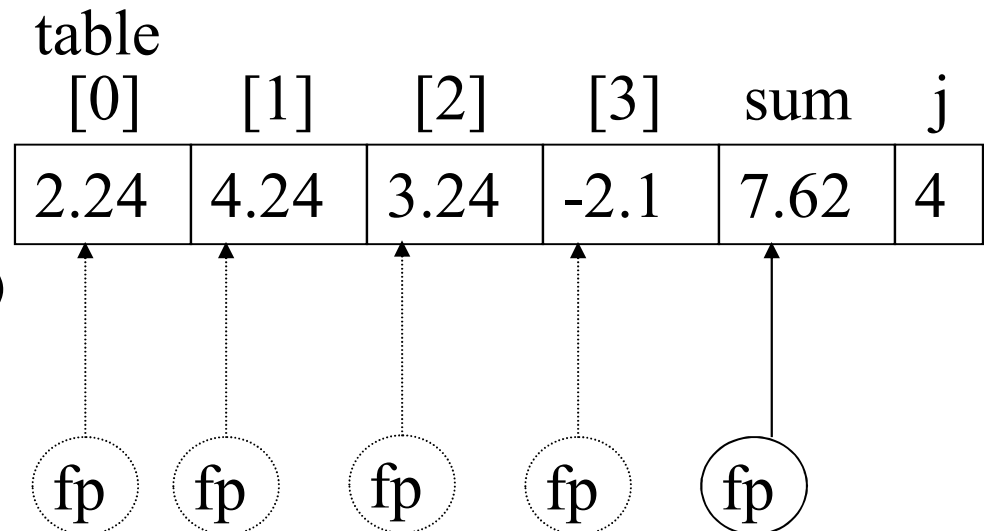 table
[0] [1] [2] [3] sum j
2.24 4.24 3.24 -2.1 7.62 4
)
fp fp fp fp fp